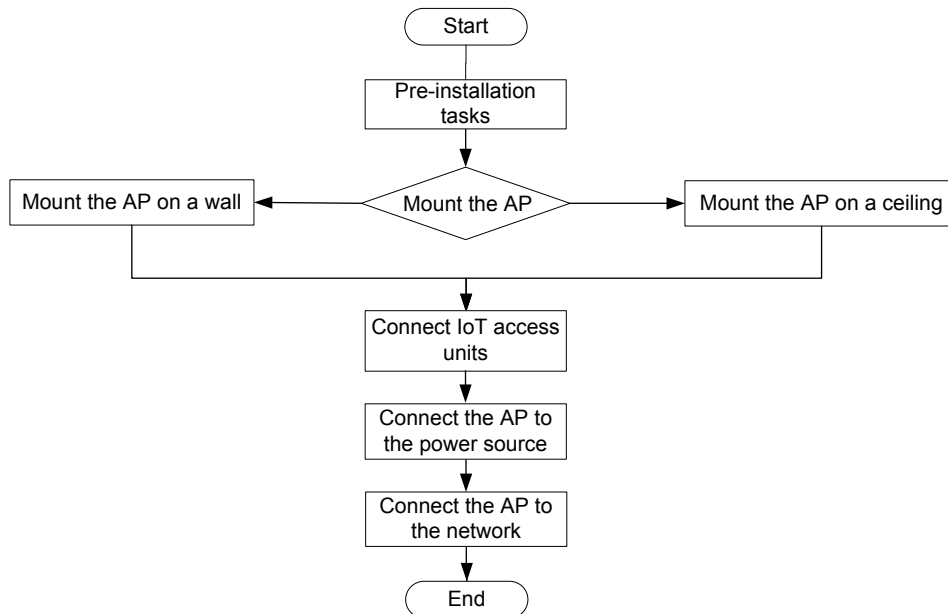 Start
Pre-installation
tasks
Mount the AP on a wall
Mount the AP
Mount the AP on a ceiling
Connect IoT access
units
Connect the AP to
the power source
Connect the AP to
the network
End